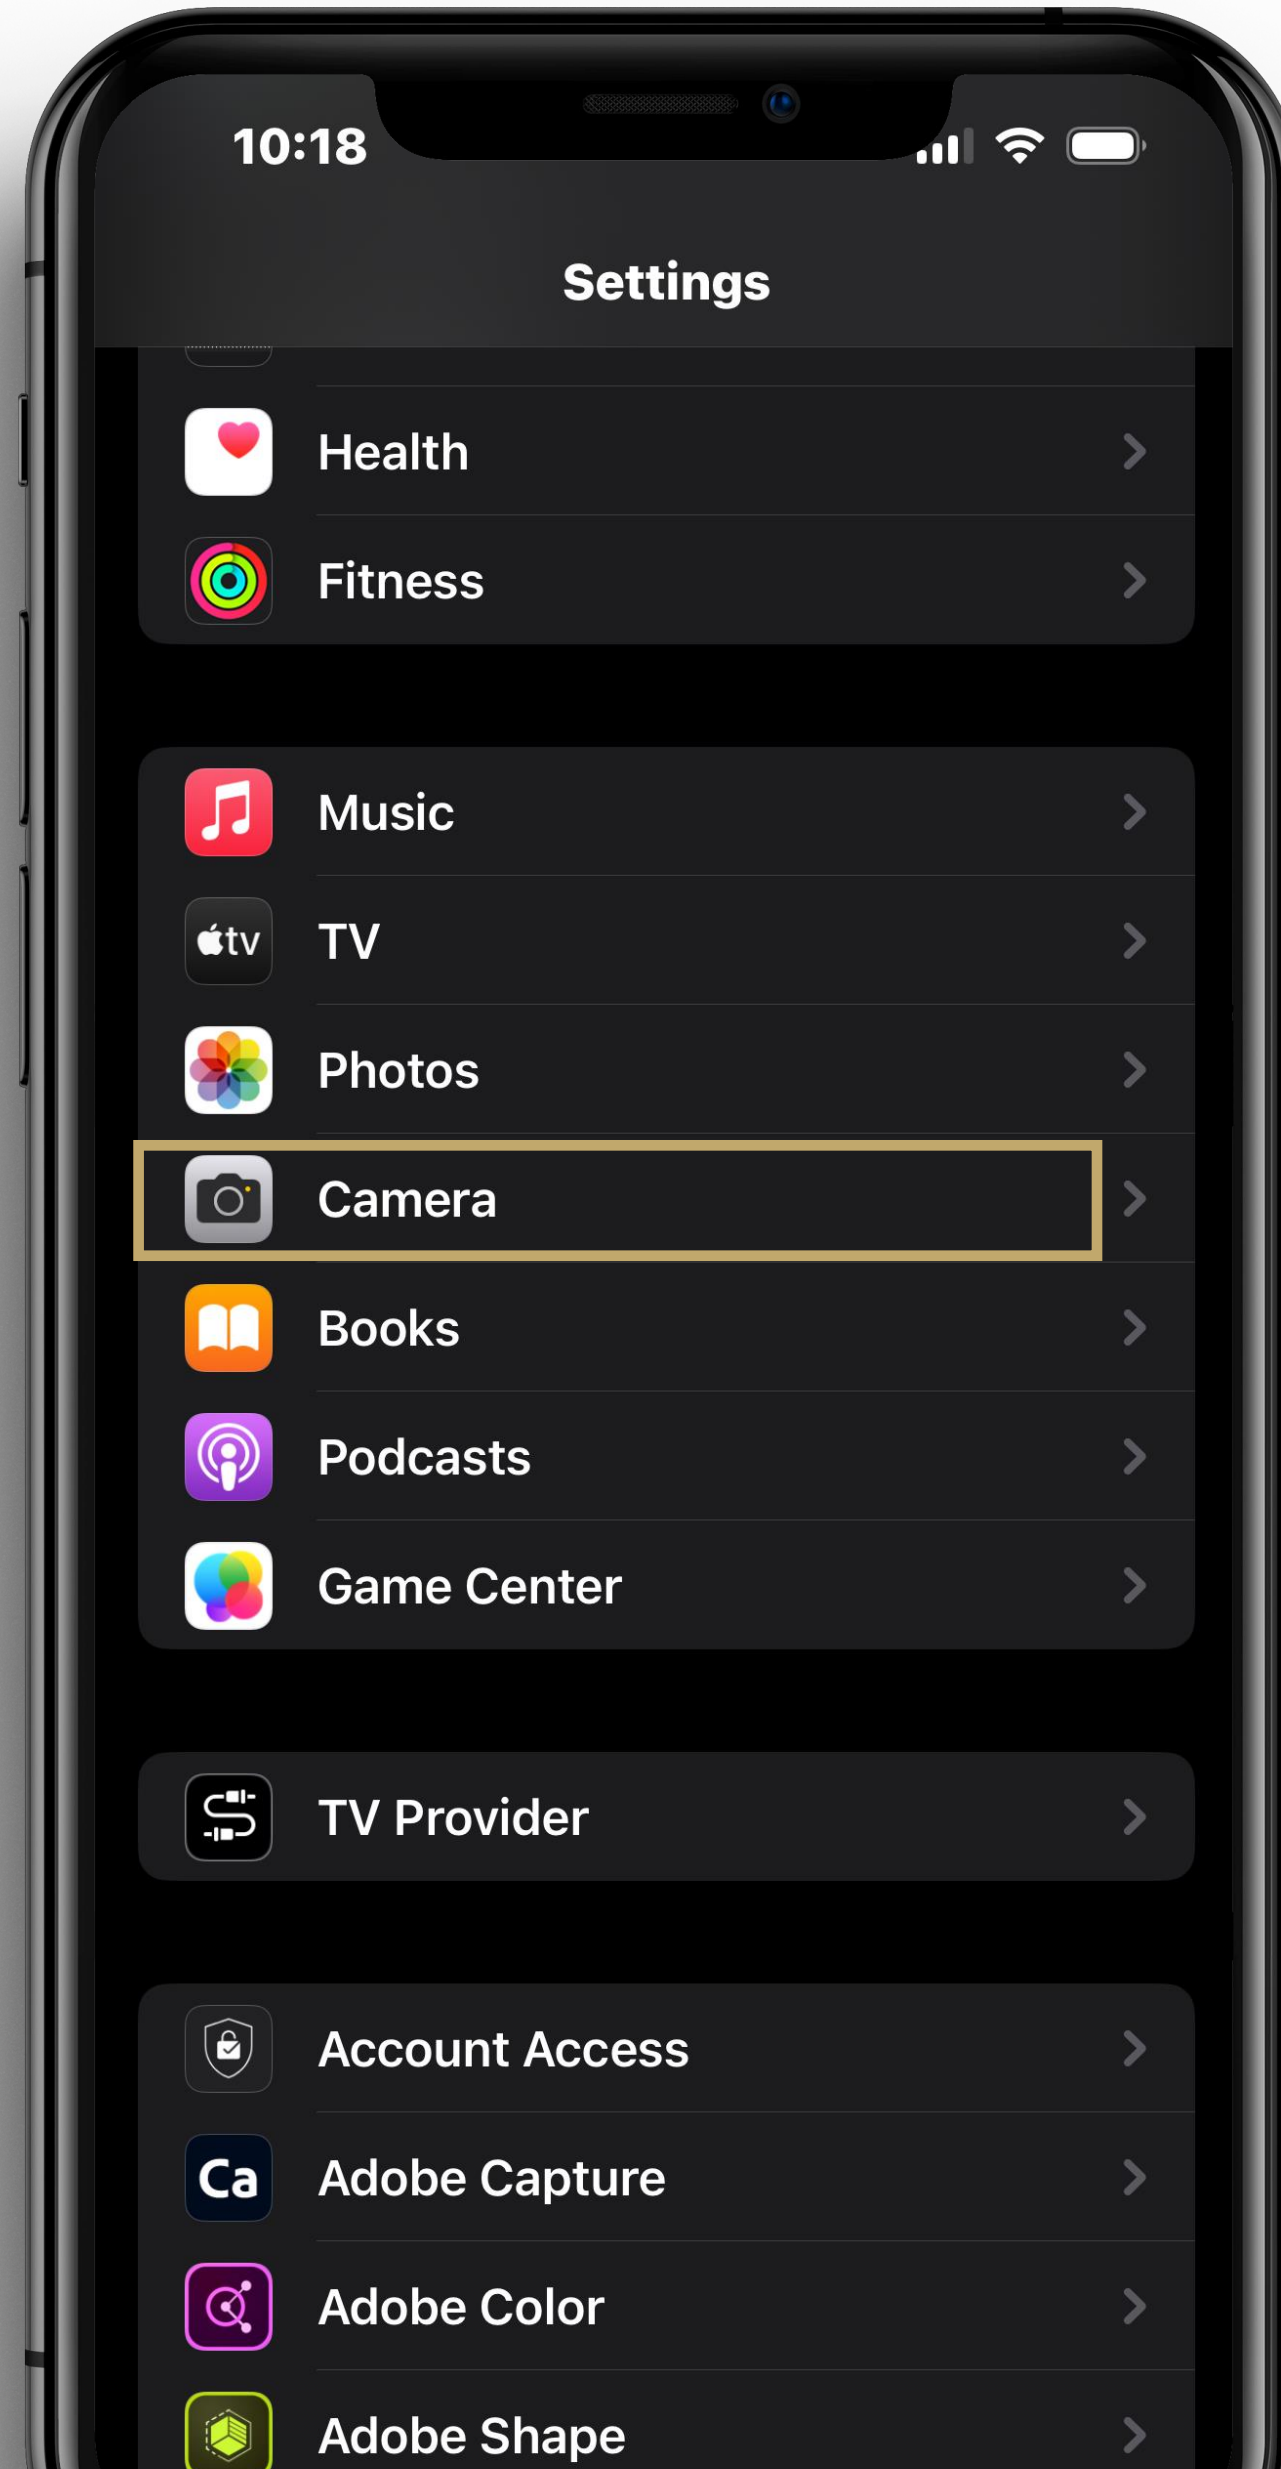 10:18
Settings
Health
Fitness
Music
tv TV
Photos
Camera
Books
Podcasts
Game Center
TV Provider
Account Access
Ca Adobe Capture
Adobe Color
Adobe Shape